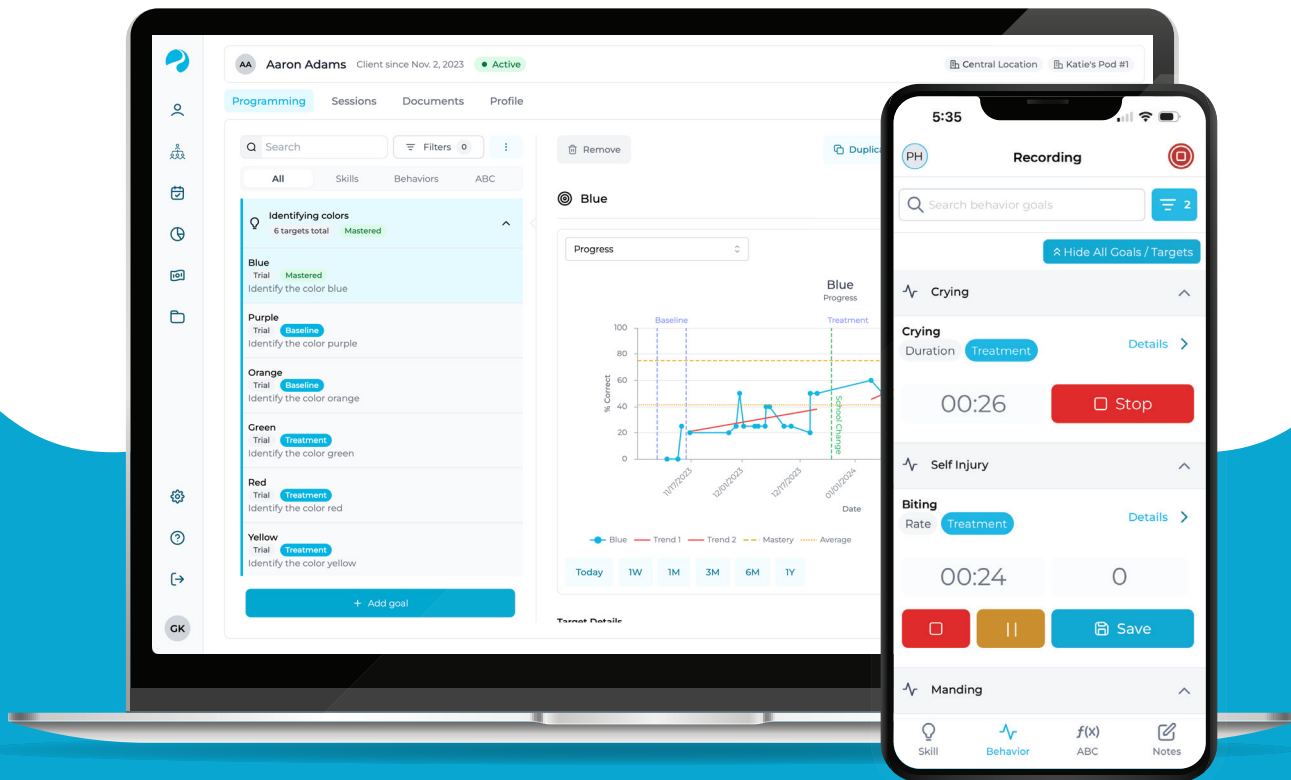 AA Aaron Adams Client since Nov. 2, 2023 Active
Central Location Katie's Pod #1
Programming Sessions Documents Profile
Search Filters 0
All Skills Behaviors ABC
Identifying colors
6 targets total Mastered
Blue
Trial Mastered
Identify the color blue
Purple
Trial Baseline
Identify the color purple
Orange
Trial Baseline
Identify the color orange
Green
Trial Treatment
Identify the color green
Red
Trial Treatment
Identify the color red
Yellow
Trial Treatment
Identify the color yellow
+ Add goal
GK
Remove
Blue
Progress
Blue
Progress
Baseline Treatment
100
80
60
40
20
0
% Correct
School Change
11/17/2023 12/01/2023 12/17/2023 01/01/2024
Date
Blue Trend 1 Trend 2 Mastery Average
Today 1W 1M 3M 6M 1Y
Target Details
5:35
PH Recording
Search behavior goals 2
Hide All Goals / Targets
Crying
Crying
Duration Treatment
Details
00:26 Stop
Self Injury
Biting
Rate Treatment
Details
00:24 0
Save
Manding
Skill Behavior f(x) ABC Notes